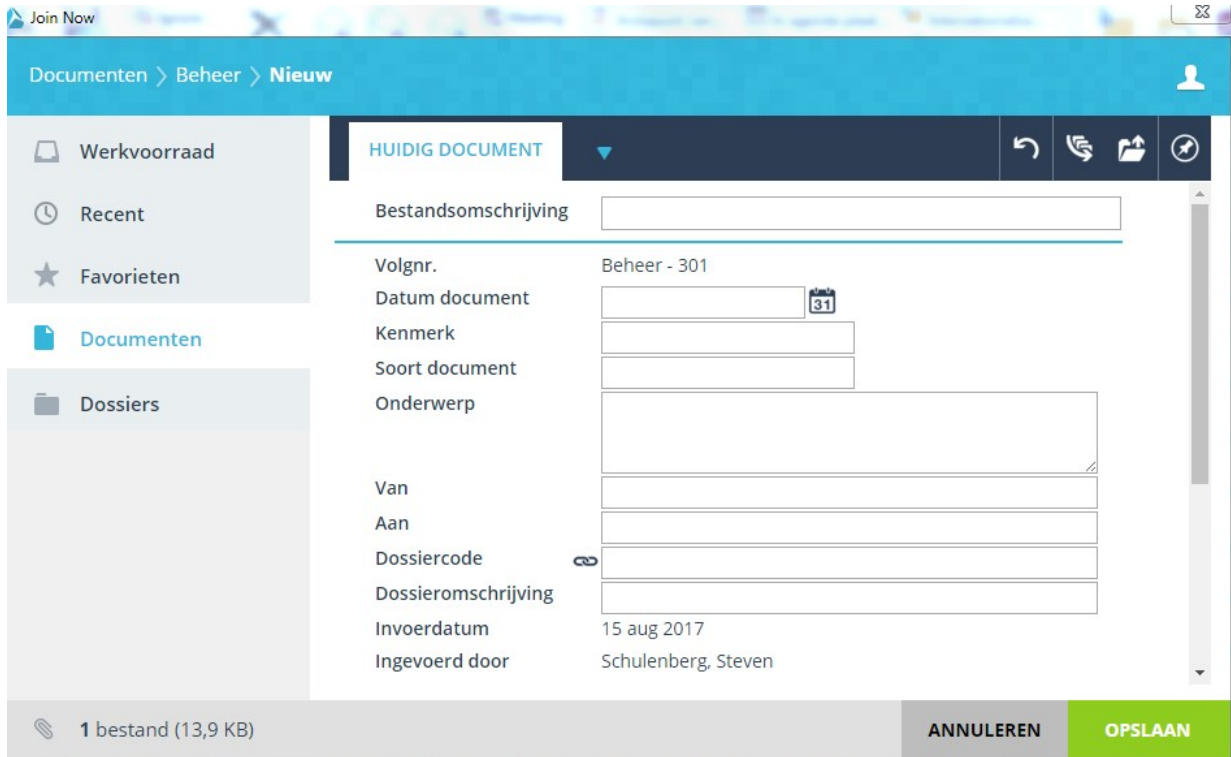 Join Now
Documenten > Beheer > Nieuw
Werkvoorraad
Recent
Favorieten
Documenten
Dossiers
HUIDIG DOCUMENT
31
Bestandsomschrijving
Volgnr. Beheer - 301
Datum document
Kenmerk
Soort document
Onderwerp
Van
Aan
Dossiercode
Dossieromschrijving
Invoerdatum 15 aug 2017
Ingevoerd door Schulenberg, Steven
1 bestand (13,9 KB)
ANNULEREN
OPSLAAN